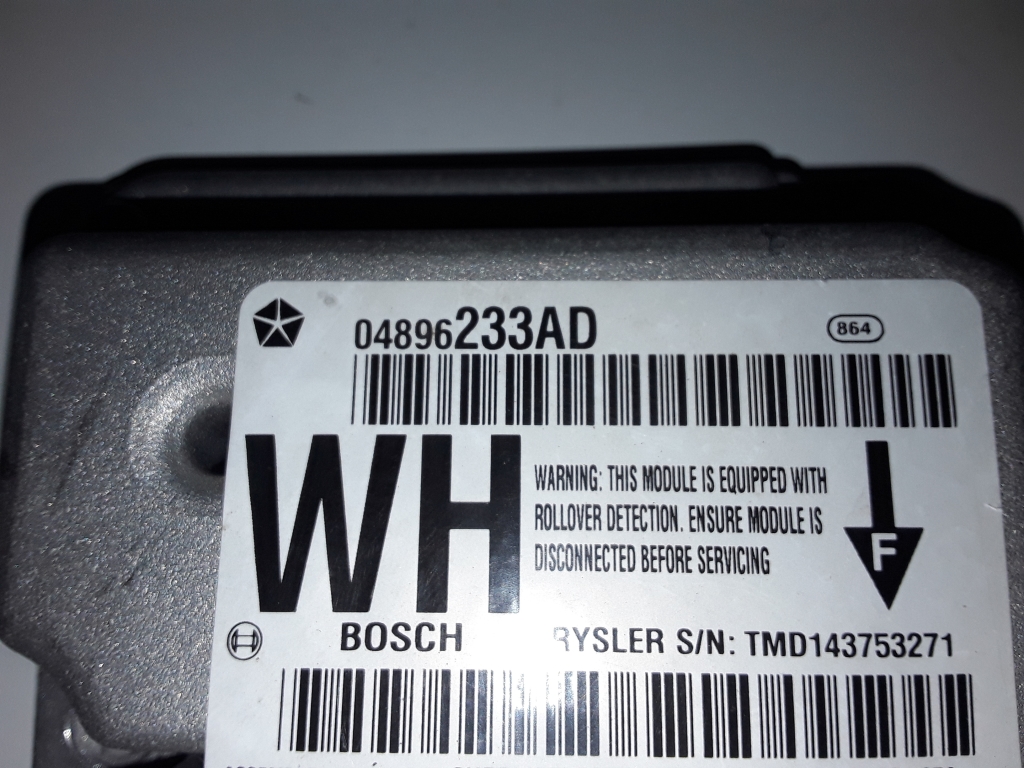 04896233AD 864
WH
WARNING: THIS MODULE IS EQUIPPED WITH
ROLLOVER DETECTION. ENSURE MODULE IS
DISCONNECTED BEFORE SERVICING
F
BOSCH RYSLER S/N: TMD143753271